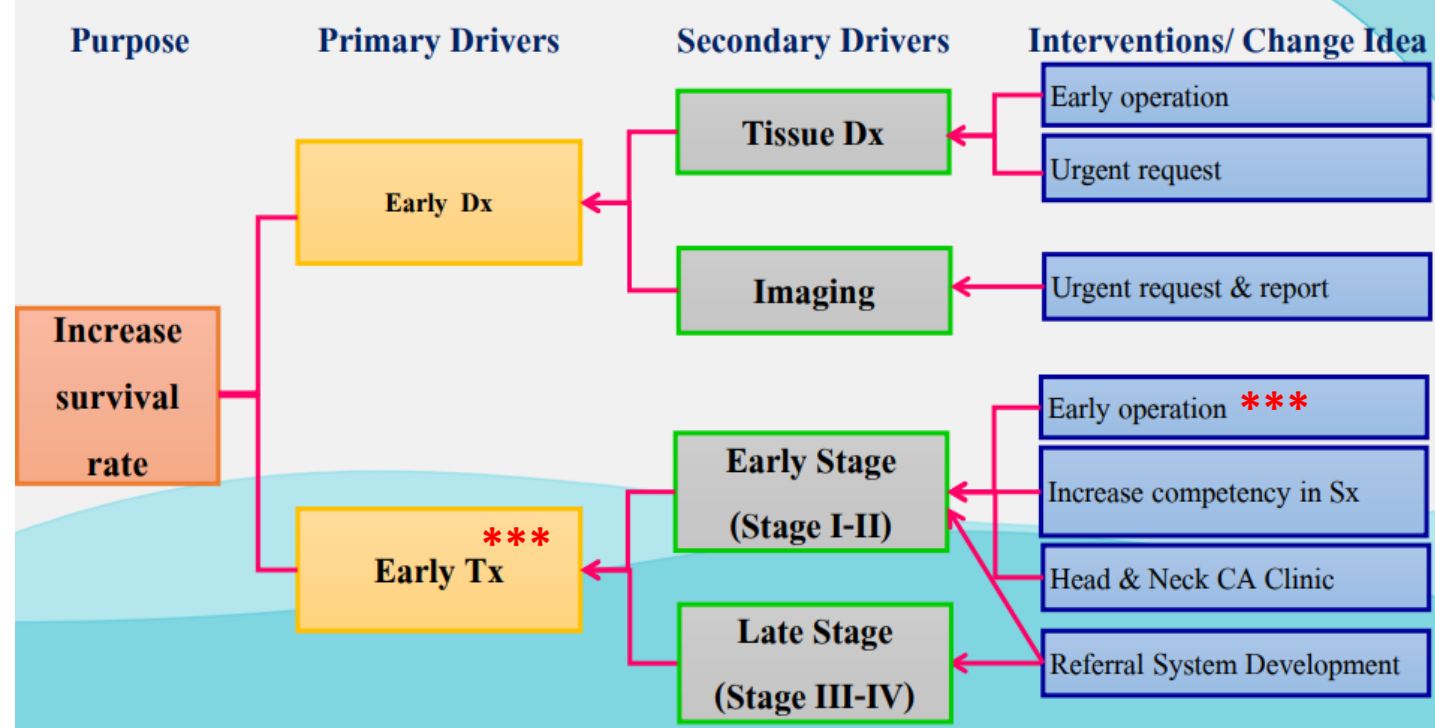 Purpose Primary Drivers Secondary Drivers Interventions/ Change Idea
Early operation
Tissue Dx
Urgent request
Early Dx
Imaging
Urgent request & report
Increase
survival
rate
Early operation ***
Early Stage
(Stage I-II)
Increase competency in Sx
***
Early Tx
Head & Neck CA Clinic
Late Stage
(Stage III-IV)
Referral System Development